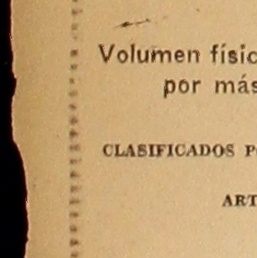 Volumen físic
por más
CLASIFICADOS P
ART